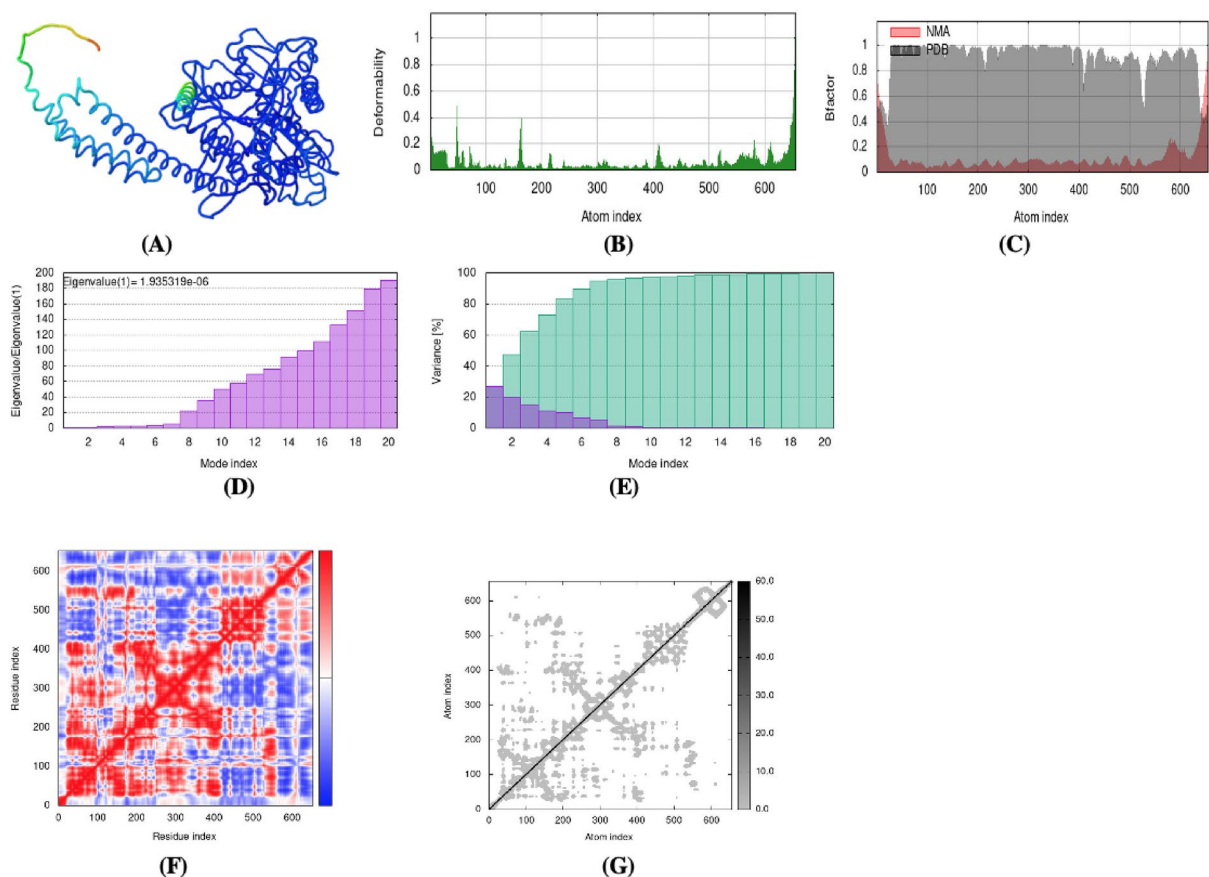 Deformability
1
0.8
0.6
0.4
0.2
0
100 200 300 400 500 600
Atom index
NMA
PDB
Bfactor
1
0.8
0.6
0.4
0.2
0
100 200 300 400 500 600
Atom index
(A) (B) (C)
Eigenvalue(1)= 1.935319e-06
Eigenvalue/Eigenvalue(1)
200
180
160
140
120
100
80
60
40
20
0
2 4 6 8 10 12 14 16 18 20
Mode index
Variance [%]
100
80
60
40
20
0
2 4 6 8 10 12 14 16 18 20
Mode index
(D) (E)
Residue index
600
500
400
300
200
100
0
0 100 200 300 400 500 600
Residue index
Atom index
600
500
400
300
200
100
0
0 100 200 300 400 500 600
Atom index
60.0
50.0
40.0
30.0
20.0
10.0
0.0
(F) (G)